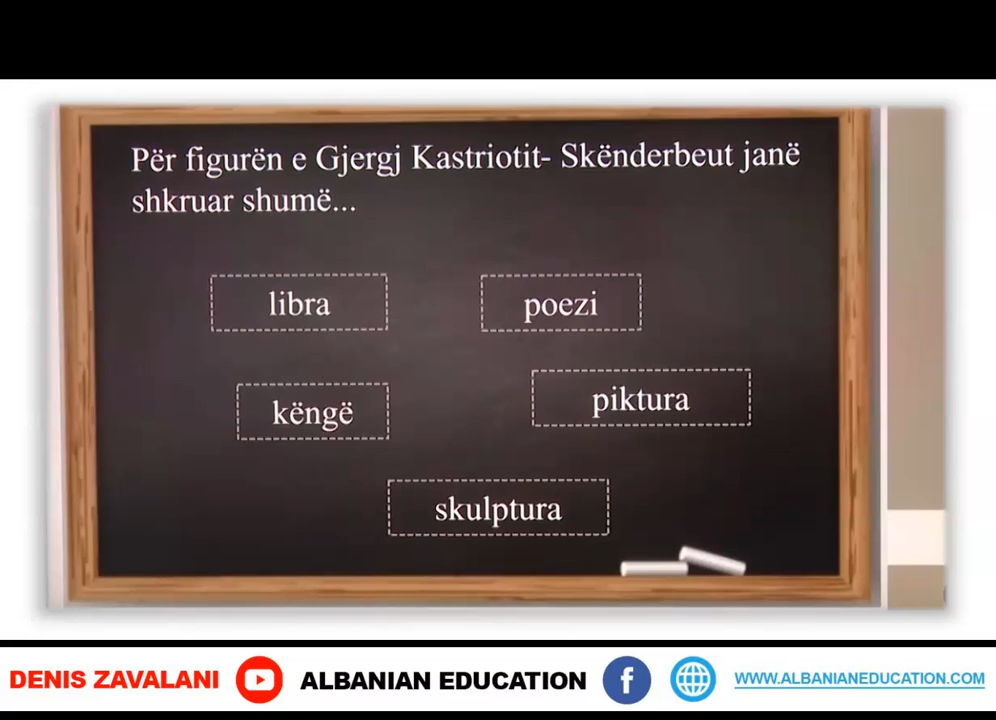 Për figurën e Gjergj Kastriotit- Skënderbeut janë
shkruar shumë...
libra
poezi
këngë
piktura
skulptura
DENIS ZAVALANI
ALBANIAN EDUCATION
f
WWW.ALBANIANEDUCATION.COM